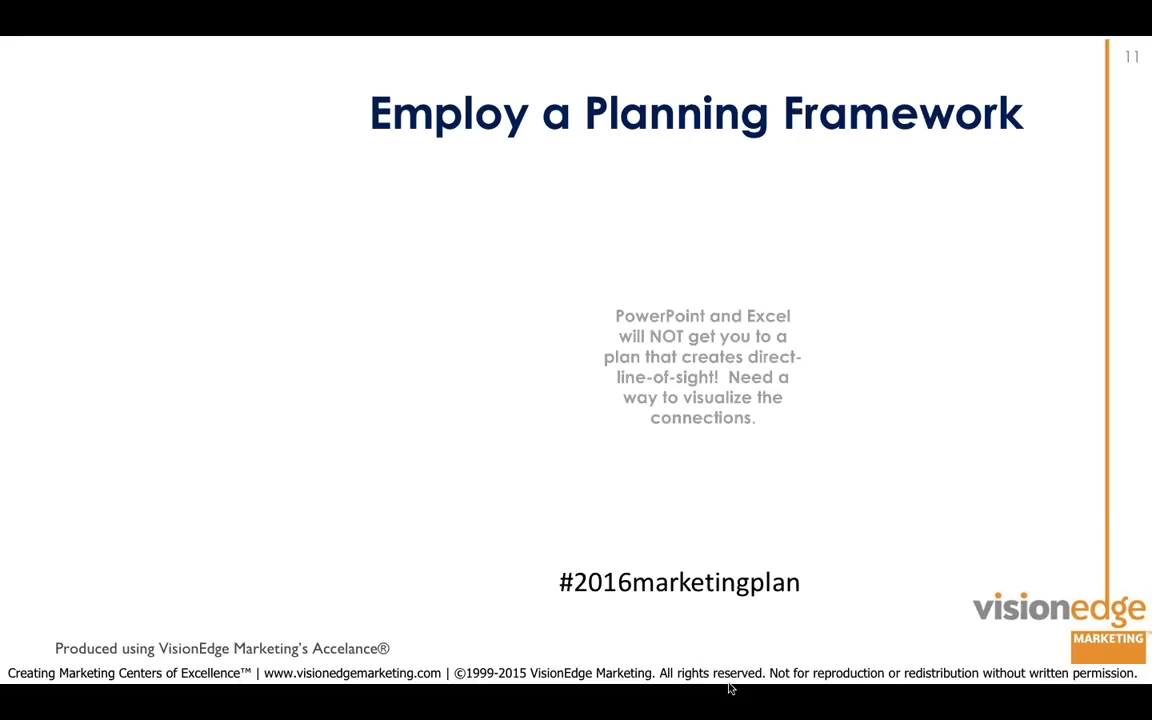 11
Employ a Planning Framework
PowerPoint and Excel
will NOT get you to a
plan that creates direct-
line-of-sight!  Need a
way to visualize the
connections.
#2016marketingplan
visionedge
MARKETING™
Produced using VisionEdge Marketing's Accelance®
Creating Marketing Centers of Excellence™ | www.visionedgemarketing.com | ©1999-2015 VisionEdge Marketing. All rights reserved. Not for reproduction or redistribution without written permission.